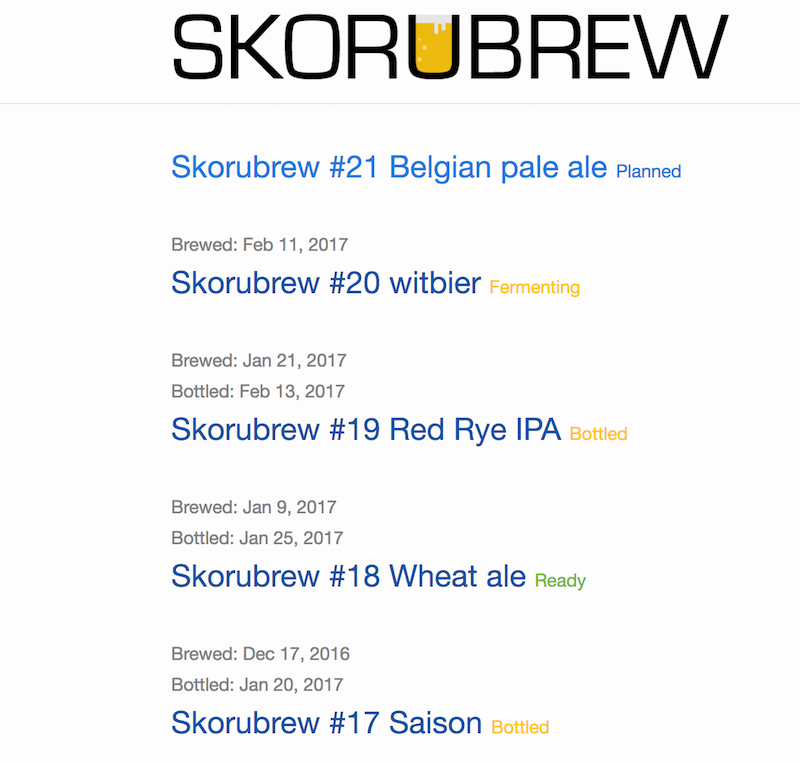 SKORUBREW
Skorubrew #21 Belgian pale ale Planned
Brewed: Feb 11, 2017
Skorubrew #20 witbier Fermenting
Brewed: Jan 21, 2017
Bottled: Feb 13, 2017
Skorubrew #19 Red Rye IPA Bottled
Brewed: Jan 9, 2017
Bottled: Jan 25, 2017
Skorubrew #18 Wheat ale Ready
Brewed: Dec 17, 2016
Bottled: Jan 20, 2017
Skorubrew #17 Saison Bottled